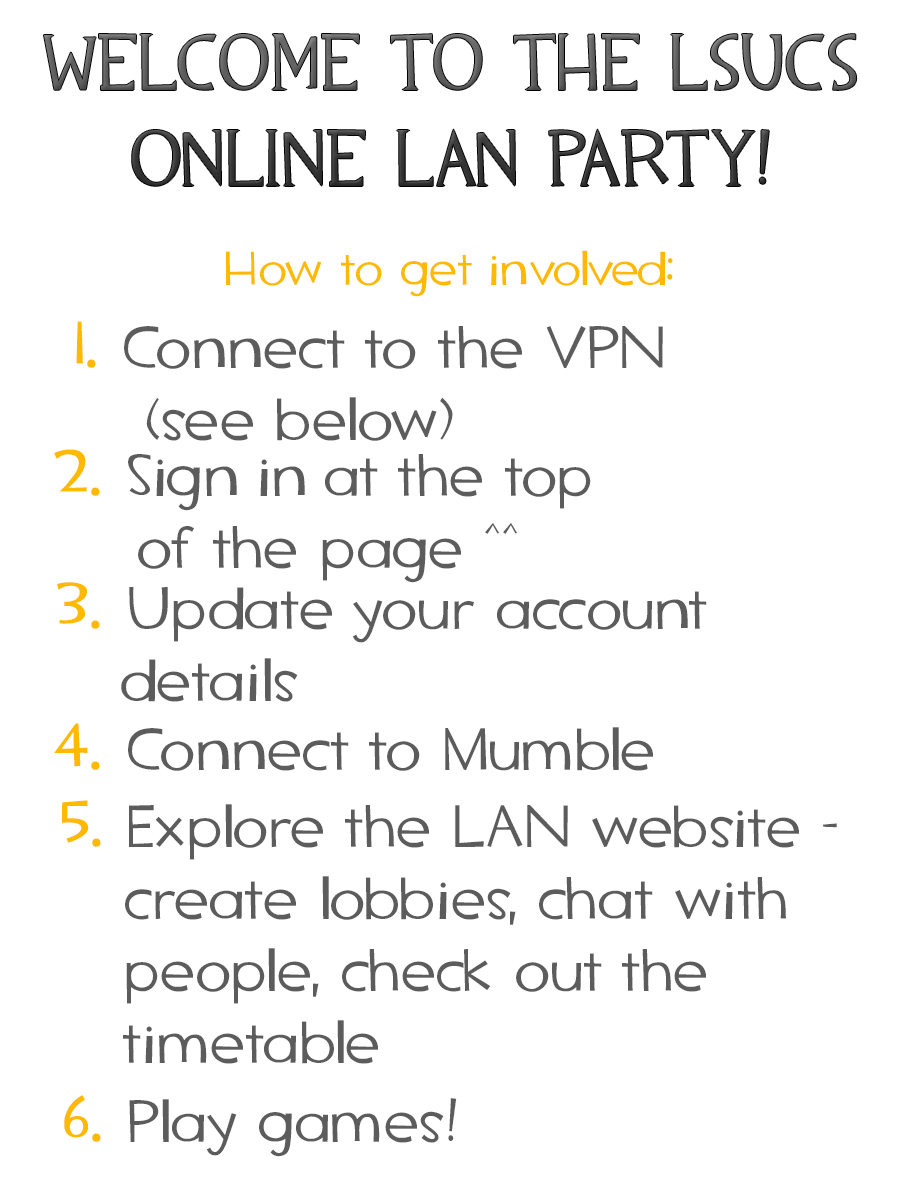 WELCOME TO THE LSUCS
ONLINE LAN PARTY!
How to get involved:
1. Connect to the VPN
(see below)
2. Sign in at the top
of the page ^^
3. Update your account
details
4. Connect to Mumble
5. Explore the LAN website -
create lobbies, chat with
people, check out the
timetable
6. Play games!